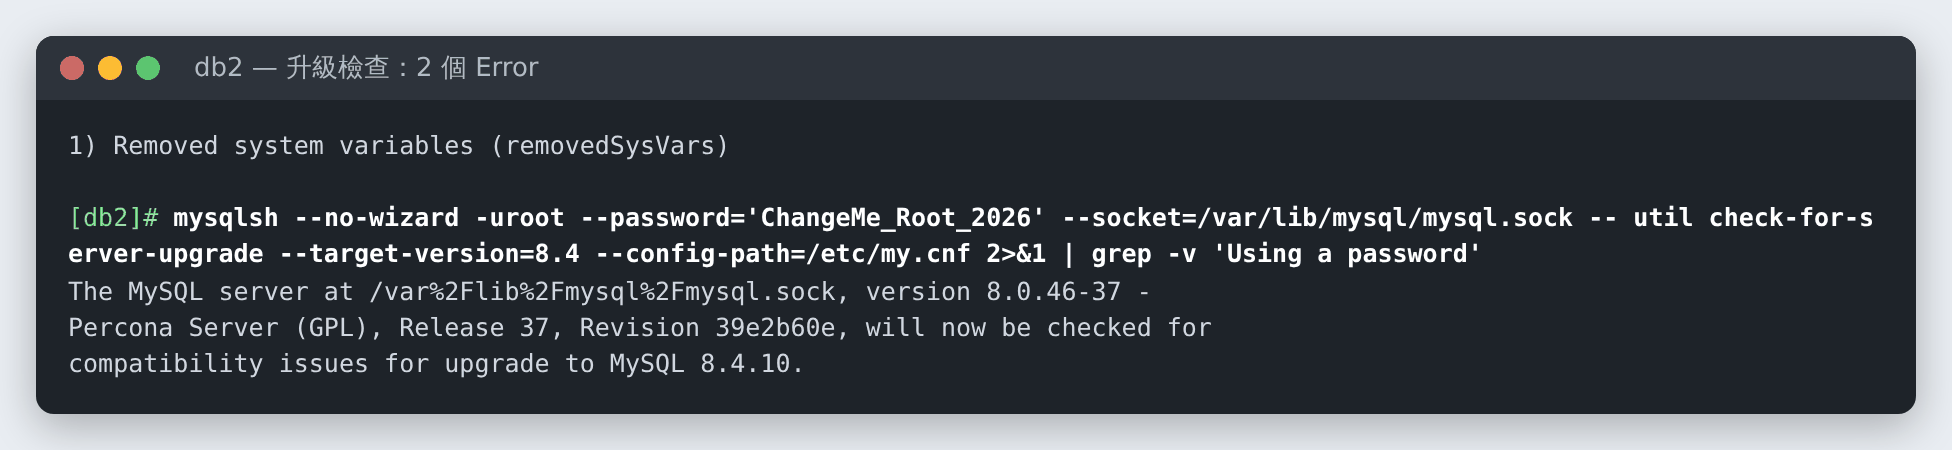 db2 — 升級檢查：2 個 Error
1) Removed system variables (removedSysVars)
[db2]# mysqlsh --no-wizard -uroot --password='ChangeMe_Root_2026' --socket=/var/lib/mysql/mysql.sock -- util check-for-s
erver-upgrade --target-version=8.4 --config-path=/etc/my.cnf 2>&1 | grep -v 'Using a password'
The MySQL server at /var%2Flib%2Fmysql%2Fmysql.sock, version 8.0.46-37 -
Percona Server (GPL), Release 37, Revision 39e2b60e, will now be checked for
compatibility issues for upgrade to MySQL 8.4.10.